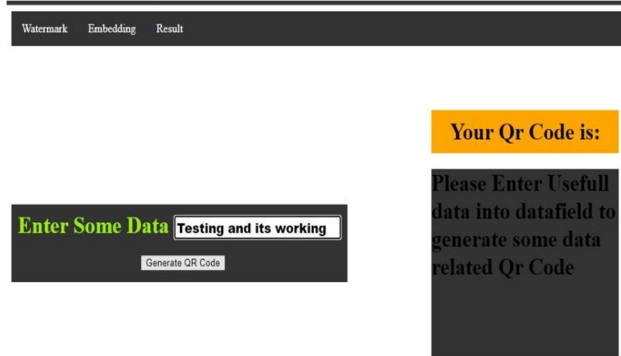 Watermark Embedding Result
Your Qr Code is:
Enter Some Data Testing and its working
Generate QR Code
Please Enter Usefull
data into datafield to
generate some data
related Qr Code